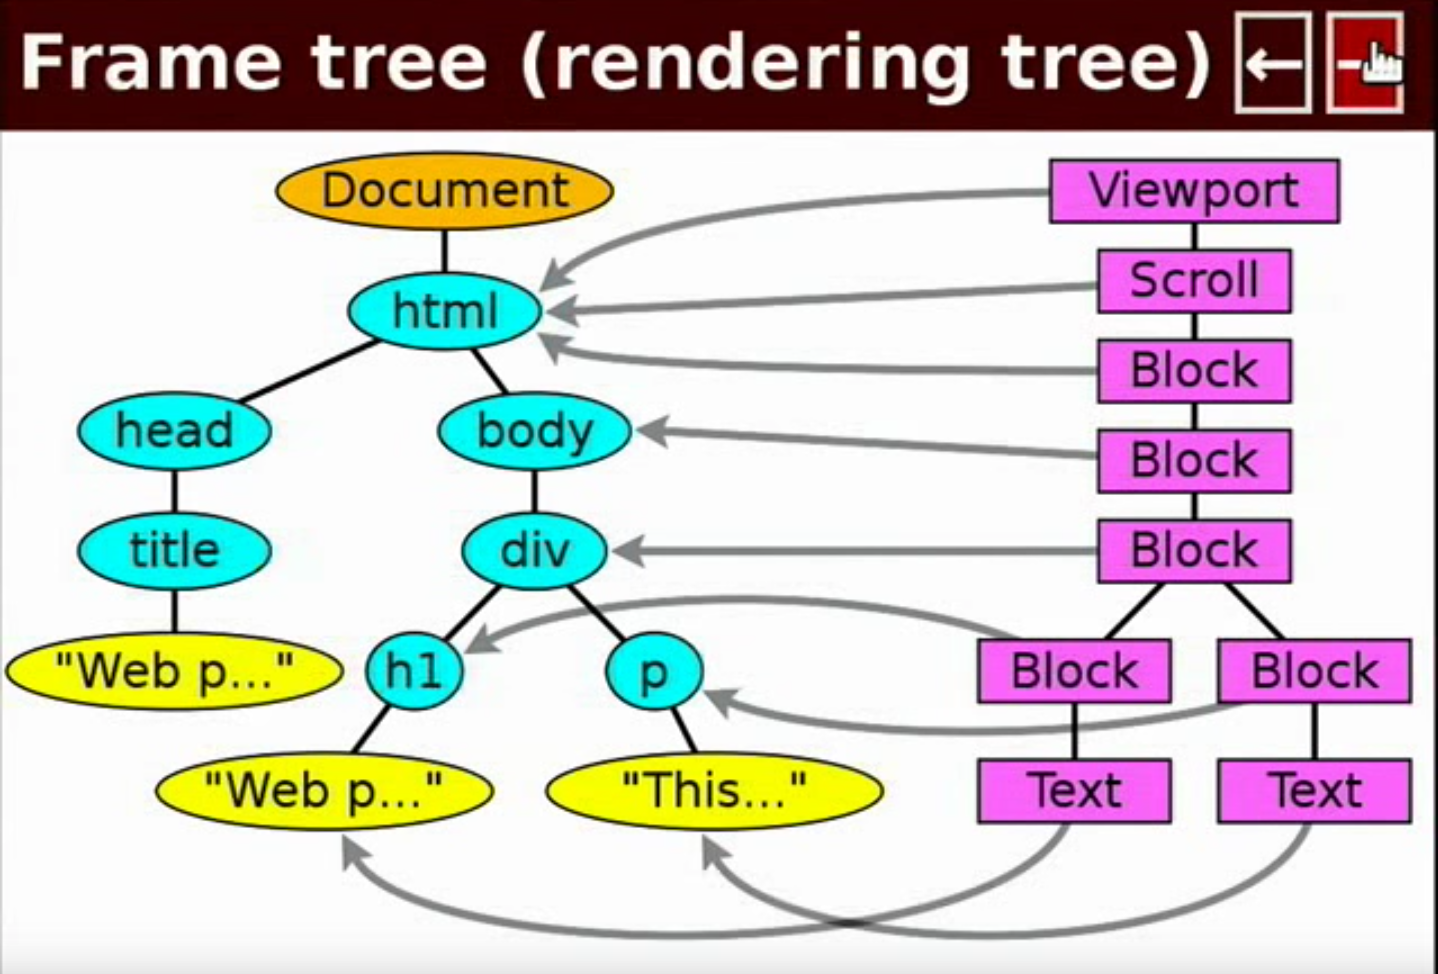 Frame tree (rendering tree) ←
Document
Viewport
html
Scroll
Block
head
body
Block
title
div
Block
"Web p..."
h1
p
Block
Block
"Web p..."
"This..."
Text
Text